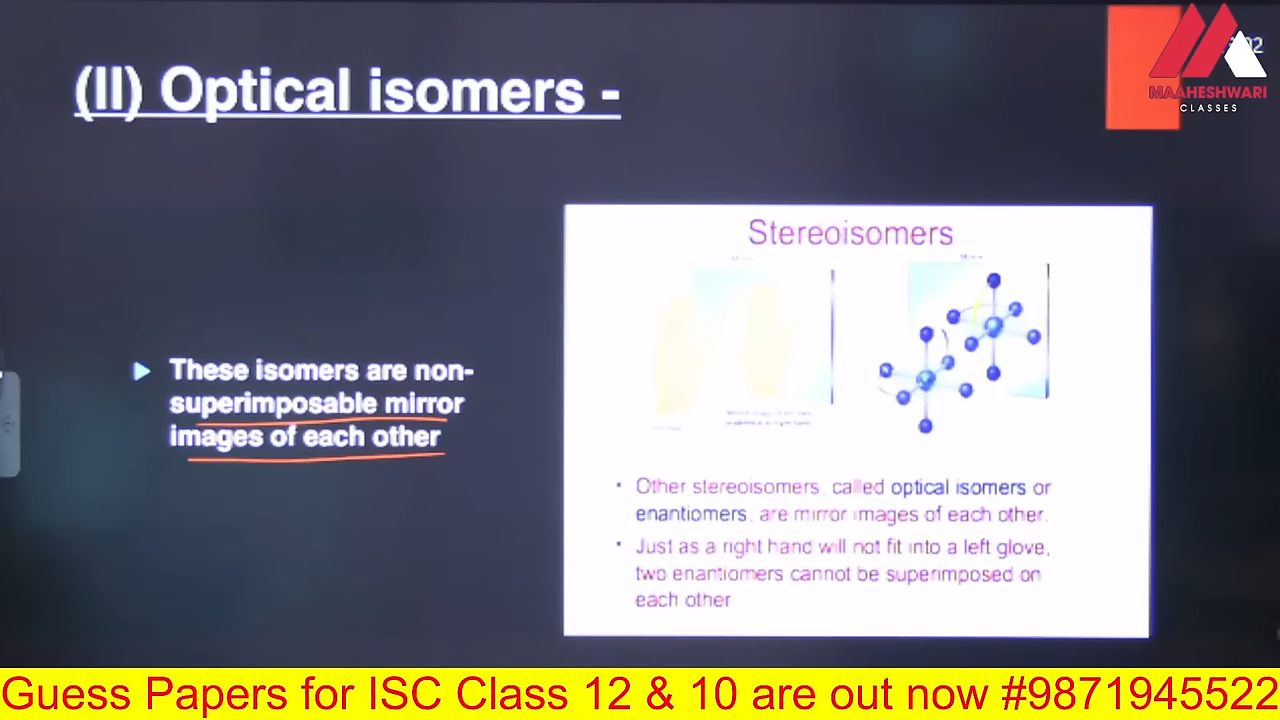 (II) Optical isomers -
MAAHESHWARI
CLASSES
Stereoisomers
These isomers are non-
superimposable mirror
images of each other
• Other stereoisomers, called optical isomers or
enantiomers, are mirror images of each other.
• Just as a right hand will not fit into a left glove,
two enantiomers cannot be superimposed on
each other
Guess Papers for ISC Class 12 & 10 are out now #9871945522